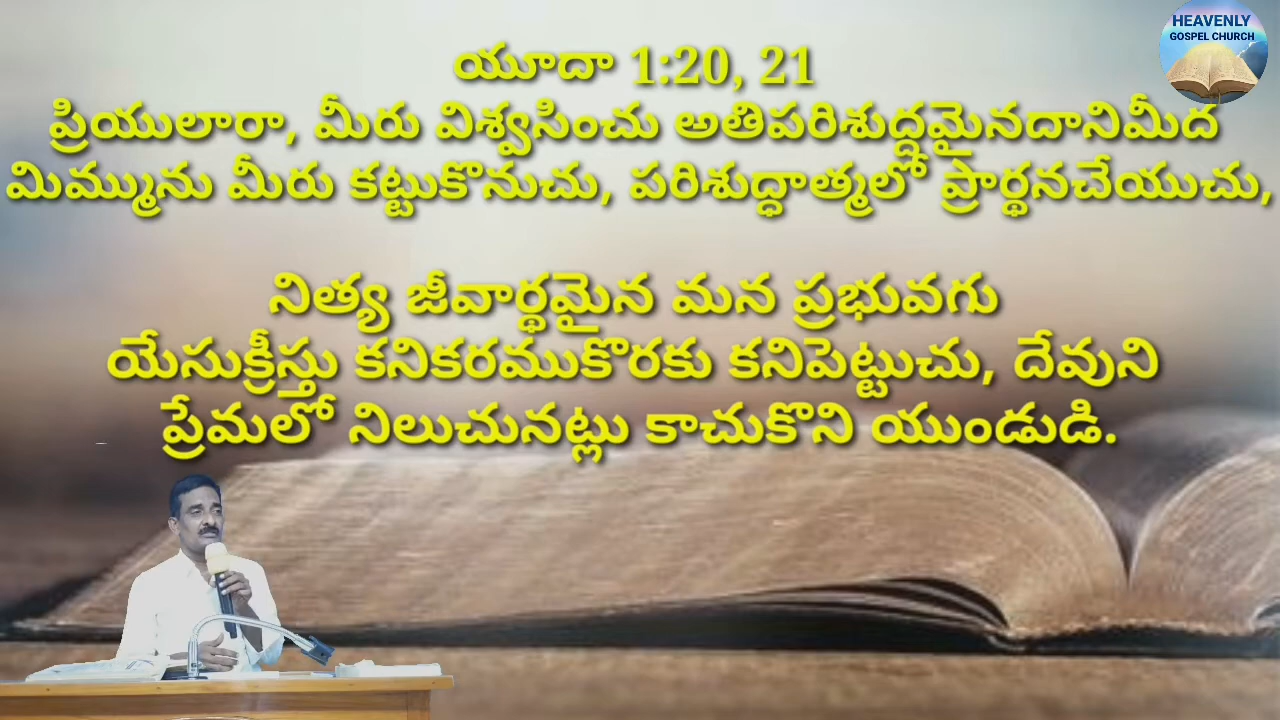 HEAVENLY
GOSPEL CHURCH
యూదా 1:20, 21
ప్రియులారా, మీరు విశ్వసించు అతిపరిశుద్ధమైనదానిమీద
మిమ్మును మీరు కట్టుకొనుచు, పరిశుద్ధాత్మలో ప్రార్థనచేయుచు,
నిత్య జీవార్థమైన మన ప్రభువగు
యేసుక్రీస్తు కనికరముకొరకు కనిపెట్టుచు, దేవుని
ప్రేమలో నిలుచునట్లు కాచుకొని యుండుడి.